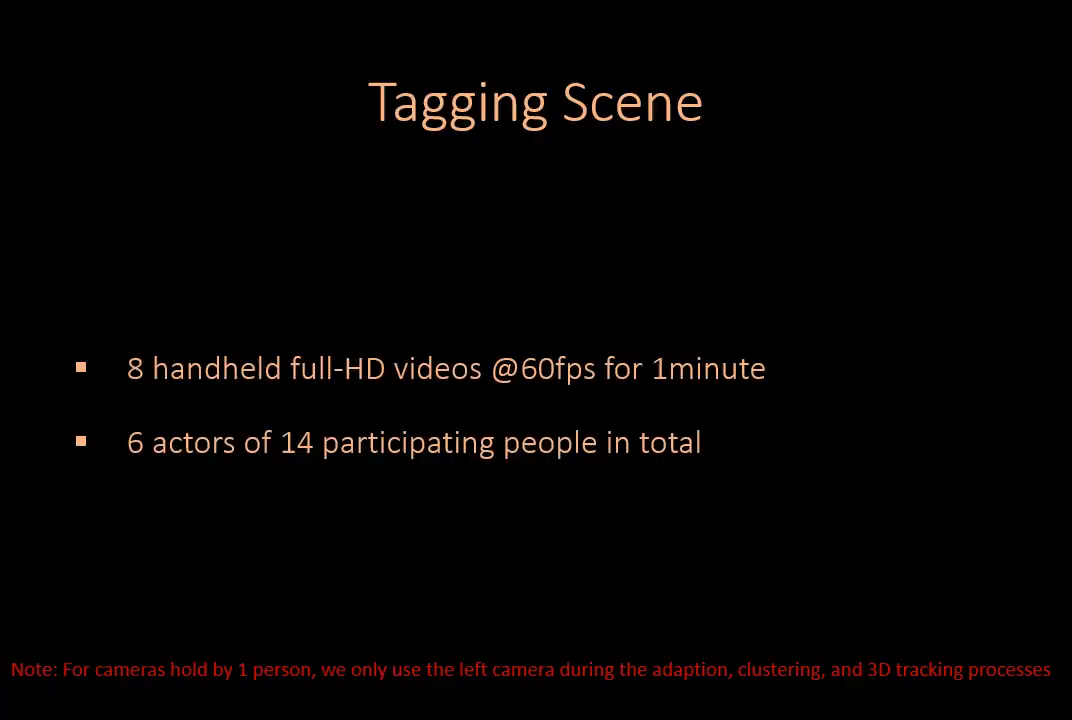 Tagging Scene
▪ 8 handheld full-HD videos @60fps for 1minute
▪ 6 actors of 14 participating people in total
Note: For cameras hold by 1 person, we only use the left camera during the adaption, clustering, and 3D tracking processes